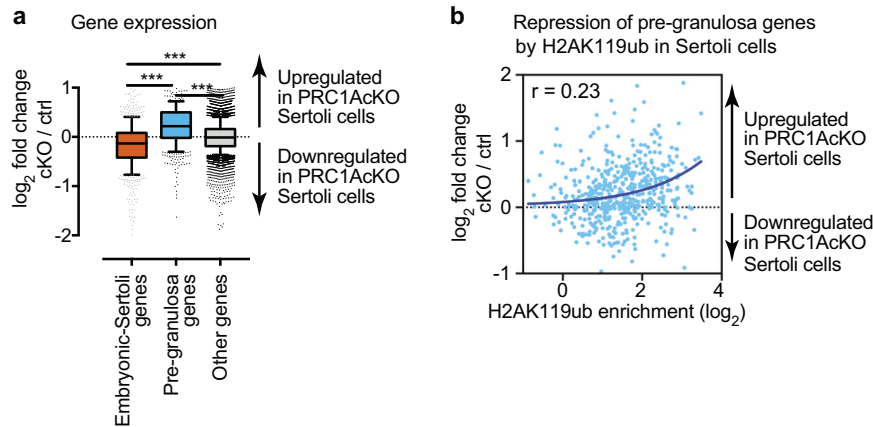 a
Gene expression
***
***
***
log2 fold change
cKO / ctrl
1
0
-1
-2
Upregulated
in PRC1AcKO
Sertoli cells
Downregulated
in PRC1AcKO
Sertoli cells
Embryonic-Sertoli
genes
Pre-granulosa
genes
Other genes
b
Repression of pre-granulosa genes
by H2AK119ub in Sertoli cells
r = 0.23
log2 fold change
cKO / ctrl
2
1
0
-1
0
2
4
H2AK119ub enrichment (log2)
Upregulated
in PRC1AcKO
Sertoli cells
Downregulated
in PRC1AcKO
Sertoli cells